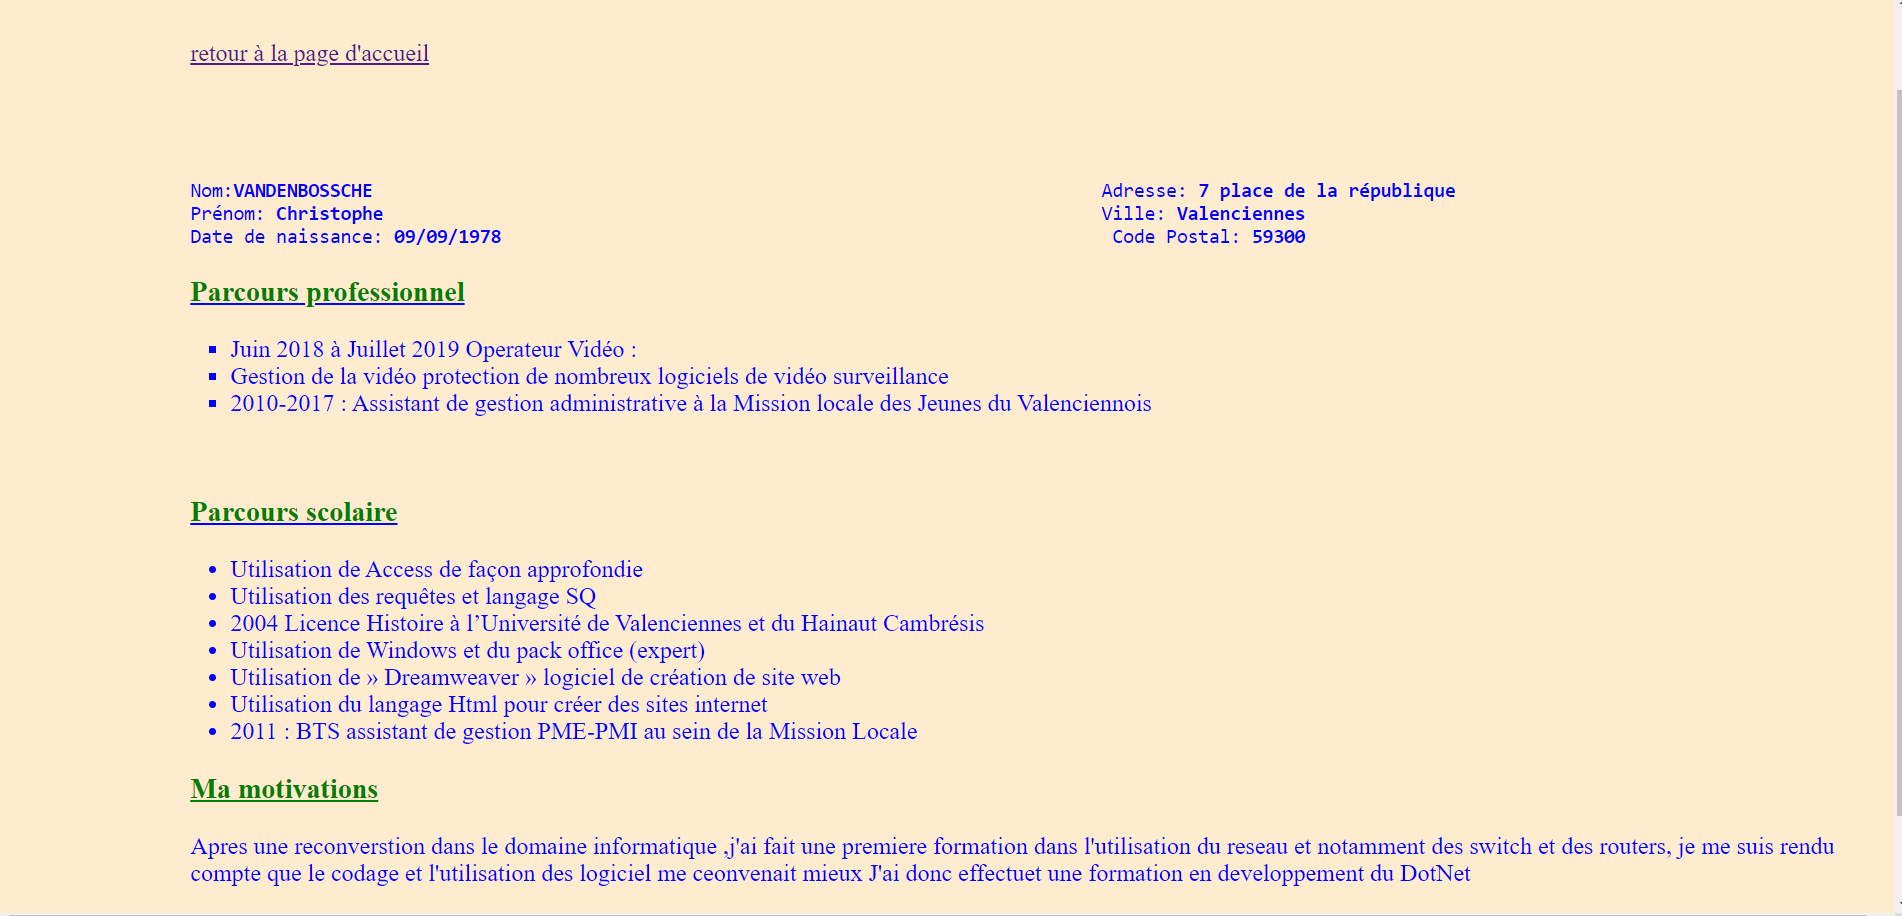 retour à la page d'accueil
Nom:VANDENBOSSCHE Adresse: 7 place de la république
Prénom: Christophe Ville: Valenciennes
Date de naissance: 09/09/1978 Code Postal: 59300
Parcours professionnel
Juin 2018 à Juillet 2019 Operateur Vidéo :
Gestion de la vidéo protection de nombreux logiciels de vidéo surveillance
2010-2017 : Assistant de gestion administrative à la Mission locale des Jeunes du Valenciennois
Parcours scolaire
Utilisation de Access de façon approfondie
Utilisation des requêtes et langage SQ
2004 Licence Histoire à l’Université de Valenciennes et du Hainaut Cambrésis
Utilisation de Windows et du pack office (expert)
Utilisation de » Dreamweaver » logiciel de création de site web
Utilisation du langage Html pour créer des sites internet
2011 : BTS assistant de gestion PME-PMI au sein de la Mission Locale
Ma motivations
Apres une reconverstion dans le domaine informatique ,j'ai fait une premiere formation dans l'utilisation du reseau et notamment des switch et des routers, je me suis rendu
compte que le codage et l'utilisation des logiciel me ceonvenait mieux J'ai donc effectuet une formation en developpement du DotNet